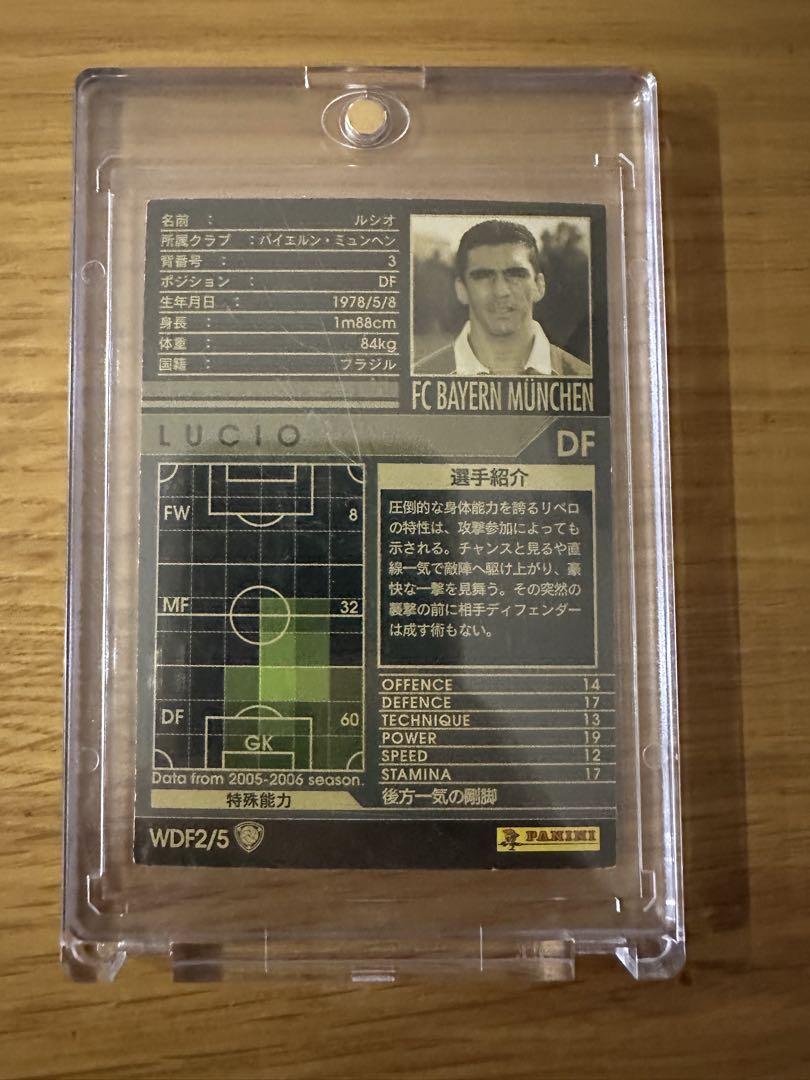 名前 : ルシオ
所属クラブ : バイエルン・ミュンヘン
背番号 : 3
ポジション : DF
生年月日 : 1978/5/8
身長 : 1m88cm
体重 : 84kg
国籍 : ブラジル
FC BAYERN MÜNCHEN
LUCIO
DF
FW 8
MF 32
DF 60
GK
Data from 2005-2006 season.
選手紹介
圧倒的な身体能力を誇るリベロ
の特性は、攻撃参加によっても
示される。チャンスと見るや直
線一気で敵陣へ駆け上がり、豪
快な一撃を見舞う。その突然の
襲撃の前に相手ディフェンダー
は成す術もない。
OFFENCE 14
DEFENCE 17
TECHNIQUE 13
POWER 19
SPEED 12
STAMINA 17
特殊能力
後方一気の剛脚
WDF2/5
PANINI